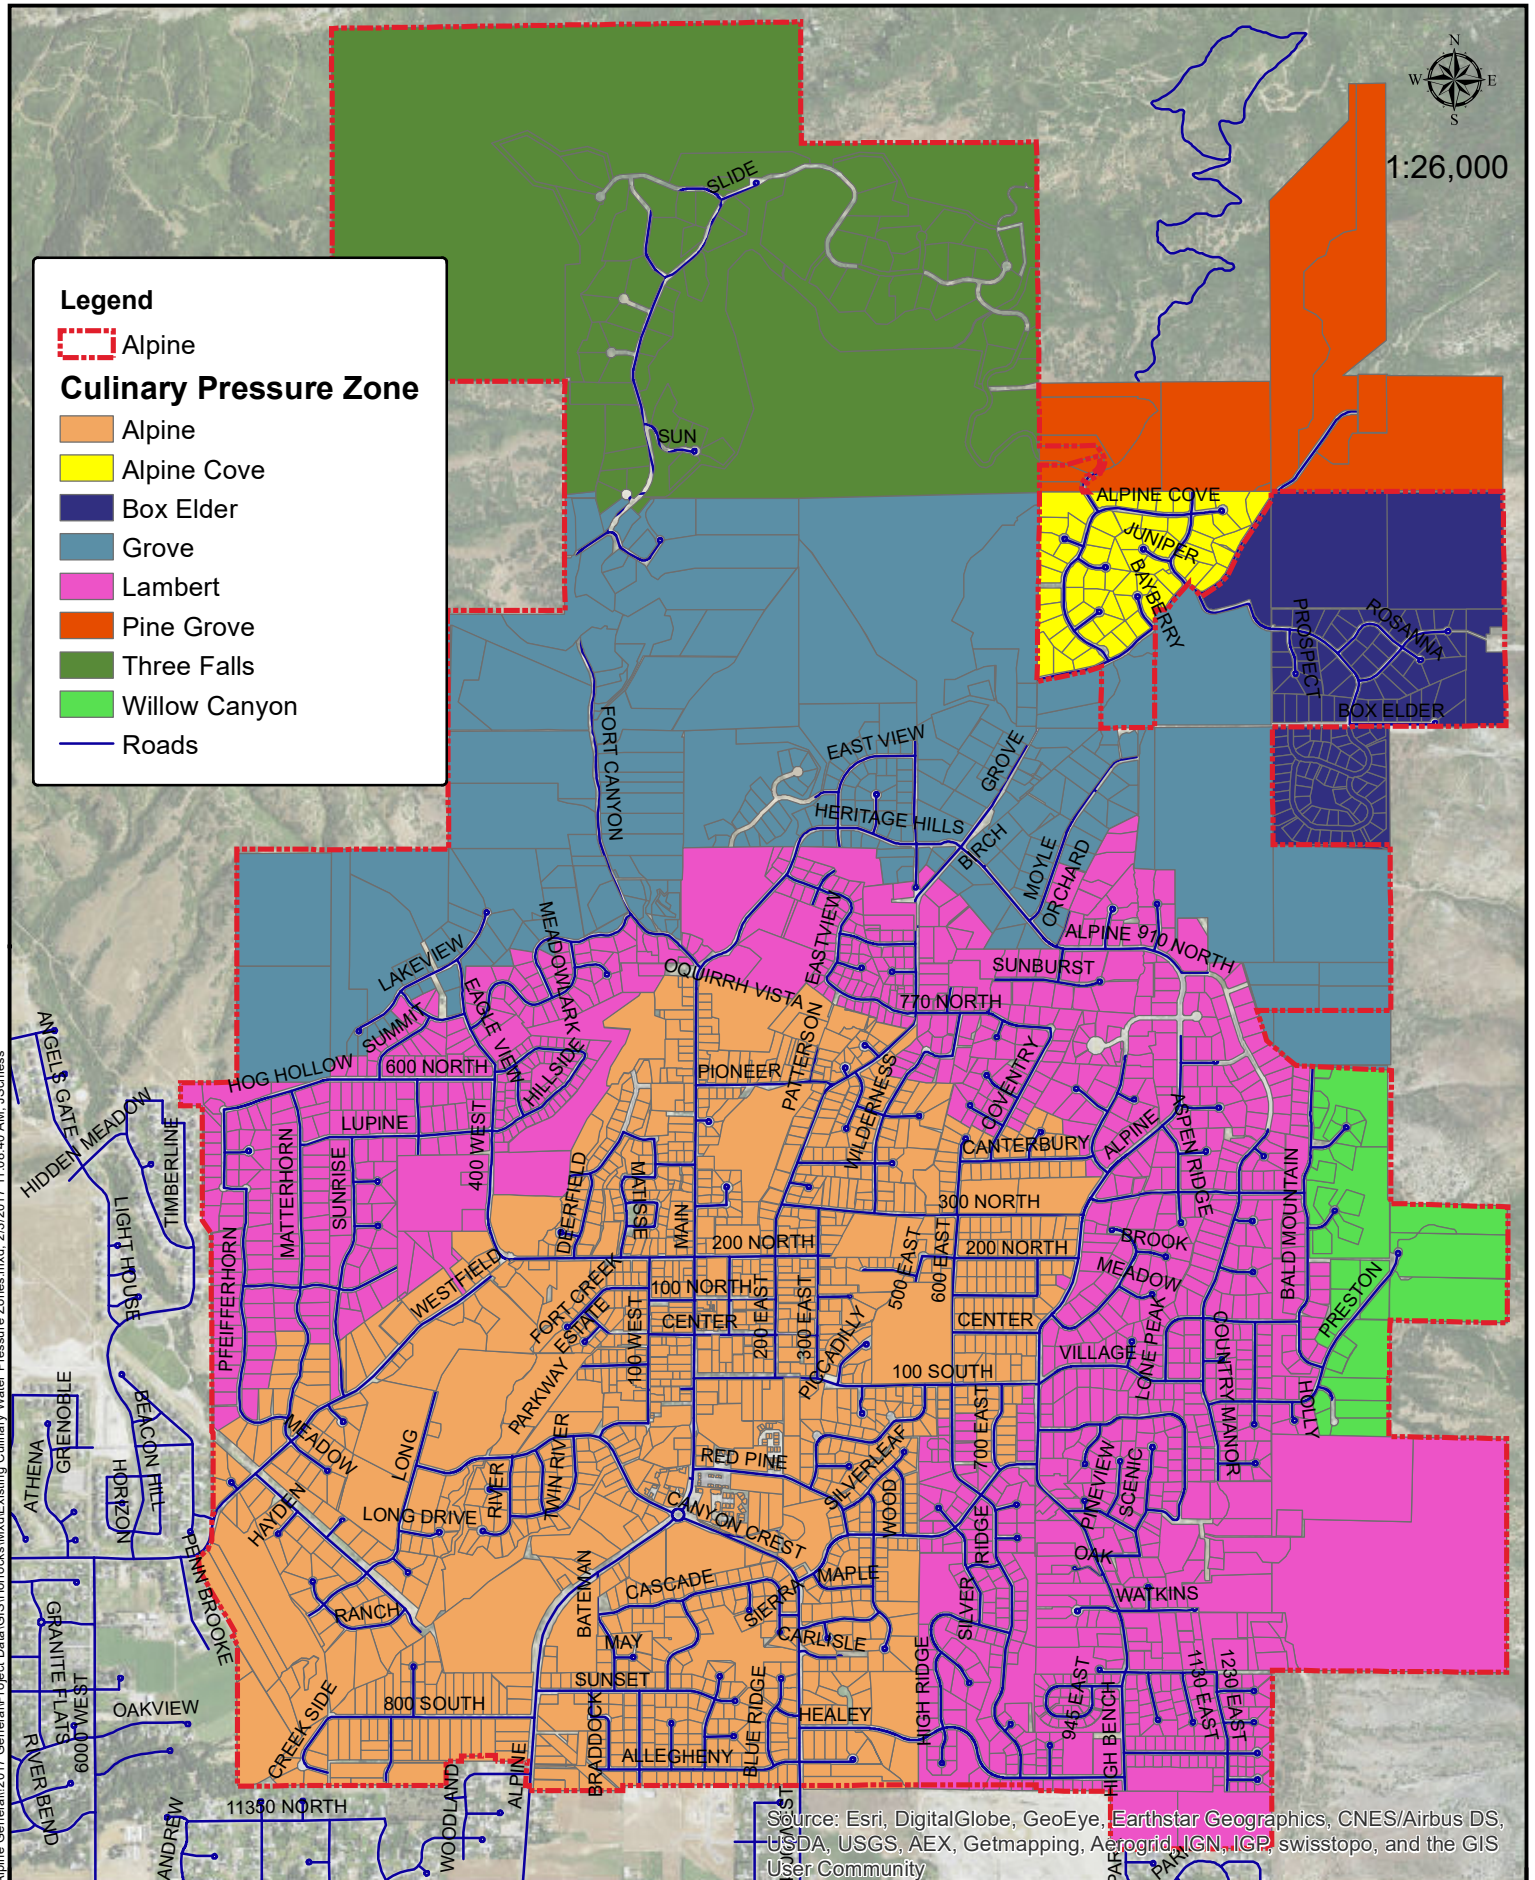 N
W E
S
1:26,000
Legend
Alpine
Culinary Pressure Zone
Alpine
Alpine Cove
Box Elder
Grove
Lambert
Pine Grove
Three Falls
Willow Canyon
Roads
SLIDE
SUN
ALPINE COVE
JUNIPER
BAYBERRY
PROSPECT
ROSANNA
BOX ELDER
FORT CANYON
EAST VIEW
GROVE
HERITAGE HILLS
BIRCH
MOYLE
ORCHARD
MEADOWLARK
EASTVIEW
LAKEVIEW
ALPINE
910 NORTH
OQUIRRH VISTA
SUNBURST
EAGLE VIEW
770 NORTH
SUMMIT
PATTERSON
ANGELS GATE
HOG HOLLOW
600 NORTH
HILLSIDE
PIONEER
WILDERNESS
COVENTRY
HIDDEN MEADOW
TIMBERLINE
LUPINE
400 WEST
CANTERBURY
ALPINE
ASPEN RIDGE
MATTERHORN
SUNRISE
DEERFIELD
MATISSE
MAIN
300 NORTH
BALD MOUNTAIN
LIGHT HOUSE
PFEIFFERHORN
200 NORTH
500 EAST
600 EAST
200 NORTH
BROOK
WESTFIELD
FORT CREEK
100 NORTH
MEADOW
ESTATE
100 WEST
CENTER
200 EAST
300 EAST
PICCADILLY
CENTER
PRESTON
PARKWAY
100 SOUTH
VILLAGE
LONE PEAK
COUNTRY MANOR
HOLLY
GRENOBLE
ATHENA
BEACON HILL
HORIZON
MEADOW
LONG
TWIN RIVER
RIVER
RED PINE
SILVERLEAF
700 EAST
PINEVIEW
SCENIC
HAYDEN
LONG DRIVE
CANYON CREST
WOOD
OAK
PENN BROOKE
RANCH
BATEMAN
CASCADE
SIERRA
MAPLE
SILVER
RIDGE
WATKINS
GRANITE FLATS
6000 WEST
MAY
CARLISLE
HIGH RIDGE
SUNSET
945 EAST
1130 EAST
1230 EAST
OAKVIEW
CREEK SIDE
800 SOUTH
BRADDOCK
BLUE RIDGE
HEALEY
HIGH BENCH
RIVER BEND
ALLEGHENY
ALPINE
WOODLAND
11350 NORTH
ANDREW
Source: Esri, DigitalGlobe, GeoEye, Earthstar Geographics, CNES/Airbus DS,
USDA, USGS, AEX, Getmapping, Aerogrid, IGN, IGP, swisstopo, and the GIS
User Community